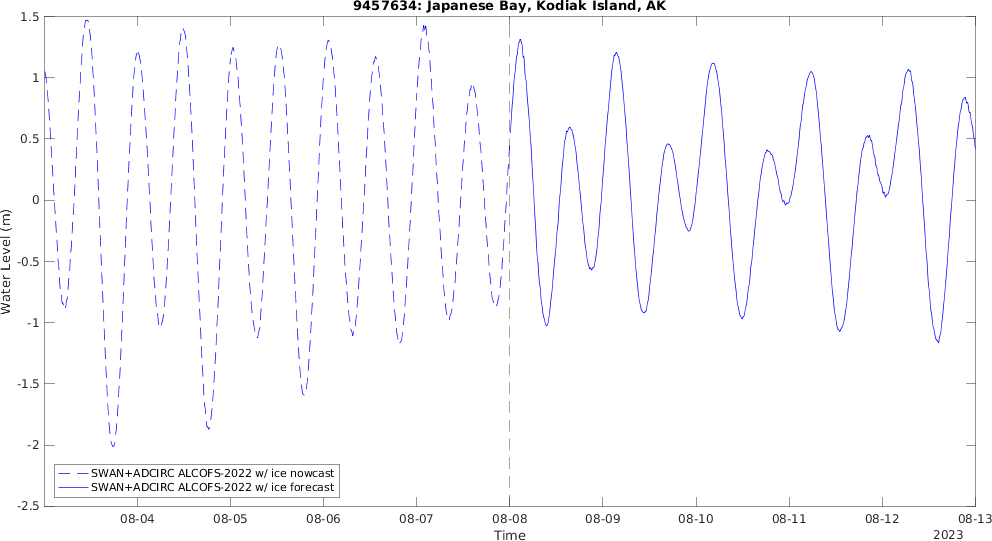 9457634: Japanese Bay, Kodiak Island, AK
Water Level (m)
1.5
1
0.5
0
-0.5
-1
-1.5
-2
-2.5
SWAN+ADCIRC ALCOFS-2022 w/ ice nowcast
SWAN+ADCIRC ALCOFS-2022 w/ ice forecast
08-04 08-05 08-06 08-07 08-08 08-09 08-10 08-11 08-12 08-13
Time
2023